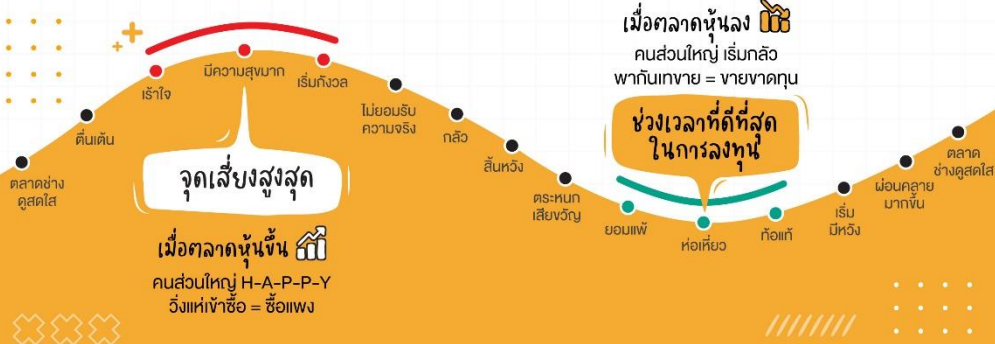 ตลาดช่าง
ดูสดใส
ตื่นเต้น
เร้าใจ
มีความสุขมาก
เริ่มกังวล
ไม่ยอมรับ
ความจริง
กลัว
สิ้นหวัง
ตระหนก
เสียขวัญ
ยอมแพ้
ห่อเหี่ยว
ท้อแท้
เริ่ม
มีหวัง
ผ่อนคลาย
มากขึ้น
ตลาด
ช่างดูสดใส
จุดเสี่ยงสูงสุด
เมื่อตลาดหุ้นขึ้น
คนส่วนใหญ่ H-A-P-P-Y
วิ่งแห่เข้าซื้อ = ซื้อแพง
เมื่อตลาดหุ้นลง
คนส่วนใหญ่ เริ่มกลัว
พากันเทขาย = ขายขาดทุน
ช่วงเวลาที่ดีที่สุด
ในการลงทุน